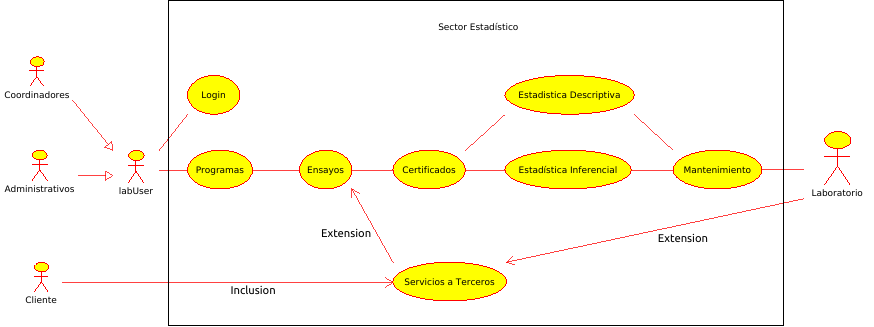 Sector Estadístico
Coordinadores
Login
Estadistica Descriptiva
Administrativos
labUser
Programas
Ensayos
Certificados
Estadística Inferencial
Mantenimiento
Laboratorio
Extension
Extension
Cliente
Inclusion
Servicios a Terceros